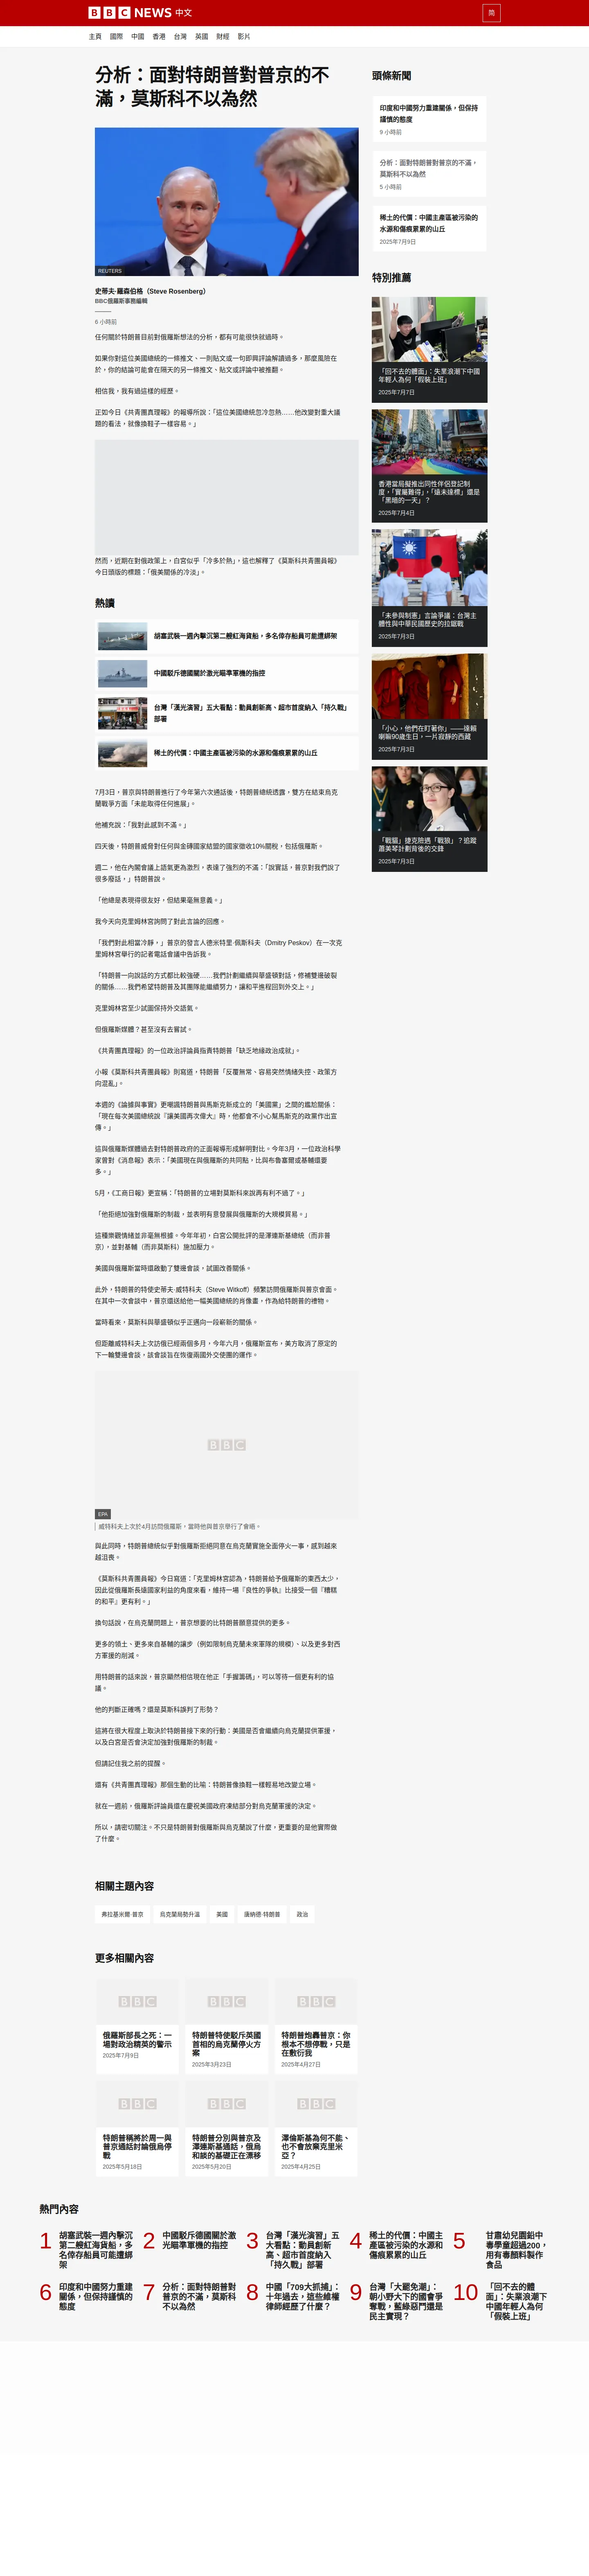 BBC NEWS 中文
简
主頁 國際 中國 香港 台灣 英國 財經 影片
分析：面對特朗普對普京的不
滿，莫斯科不以為然
REUTERS
史蒂夫·羅森伯格（Steve Rosenberg）
BBC俄羅斯事務編輯
6 小時前
任何關於特朗普目前對俄羅斯想法的分析，都有可能很快就過時。
如果你對這位美國總統的一條推文、一則貼文或一句即興評論解讀過多，那麼風險在
於，你的結論可能會在隔天的另一條推文、貼文或評論中被推翻。
相信我，我有過這樣的經歷。
正如今日《共青團真理報》的報導所說：「這位美國總統忽冷忽熱……他改變對重大議
題的看法，就像換鞋子一樣容易。」
然而，近期在對俄政策上，白宮似乎「冷多於熱」，這也解釋了《莫斯科共青團員報》
今日頭版的標題：「俄美關係的冷淡」。
熱讀
胡塞武裝一週內擊沉第二艘紅海貨船，多名倖存船員可能遭綁架
中國駁斥德國關於激光瞄準軍機的指控
台灣「漢光演習」五大看點：動員創新高、超市首度納入「持久戰」
部署
稀土的代價：中國主產區被污染的水源和傷痕累累的山丘
7月3日，普京與特朗普進行了今年第六次通話後，特朗普總統透露，雙方在結束烏克
蘭戰爭方面「未能取得任何進展」。
他補充說：「我對此感到不滿。」
四天後，特朗普威脅對任何與金磚國家結盟的國家徵收10%關稅，包括俄羅斯。
週二，他在內閣會議上語氣更為激烈，表達了強烈的不滿：「說實話，普京對我們說了
很多廢話，」特朗普說。
「他總是表現得很友好，但結果毫無意義。」
我今天向克里姆林宮詢問了對此言論的回應。
「我們對此相當冷靜，」普京的發言人德米特里·佩斯科夫（Dmitry Peskov）在一次克
里姆林宮舉行的記者電話會議中告訴我。
「特朗普一向說話的方式都比較強硬……我們計劃繼續與華盛頓對話，修補雙邊破裂
的關係……我們希望特朗普及其團隊能繼續努力，讓和平進程回到外交上。」
克里姆林宮至少試圖保持外交語氣。
但俄羅斯媒體？甚至沒有去嘗試。
《共青團真理報》的一位政治評論員指責特朗普「缺乏地緣政治成就」。
小報《莫斯科共青團員報》則寫道，特朗普「反覆無常、容易突然情緒失控、政策方
向混亂」。
本週的《論據與事實》更嘲諷特朗普與馬斯克新成立的「美國黨」之間的尷尬關係：
「現在每次美國總統說『讓美國再次偉大』時，他都會不小心幫馬斯克的政黨作出宣
傳。」
這與俄羅斯媒體過去對特朗普政府的正面報導形成鮮明對比。今年3月，一位政治科學
家曾對《消息報》表示：「美國現在與俄羅斯的共同點，比與布魯塞爾或基輔還要
多。」
5月，《工商日報》更宣稱：「特朗普的立場對莫斯科來說再有利不過了。」
「他拒絕加強對俄羅斯的制裁，並表明有意發展與俄羅斯的大規模貿易。」
這種樂觀情緒並非毫無根據。今年年初，白宮公開批評的是澤連斯基總統（而非普
京），並對基輔（而非莫斯科）施加壓力。
美國與俄羅斯當時還啟動了雙邊會談，試圖改善關係。
此外，特朗普的特使史蒂夫·威特科夫（Steve Witkoff）頻繁訪問俄羅斯與普京會面。
在其中一次會談中，普京還送給他一幅美國總統的肖像畫，作為給特朗普的禮物。
當時看來，莫斯科與華盛頓似乎正邁向一段嶄新的關係。
但距離威特科夫上次訪俄已經兩個多月，今年六月，俄羅斯宣布，美方取消了原定的
下一輪雙邊會談，該會談旨在恢復兩國外交使團的運作。
BBC
EPA
威特科夫上次於4月訪問俄羅斯，當時他與普京舉行了會晤。
與此同時，特朗普總統似乎對俄羅斯拒絕同意在烏克蘭實施全面停火一事，感到越來
越沮喪。
《莫斯科共青團員報》今日寫道：「克里姆林宮認為，特朗普給予俄羅斯的東西太少，
因此從俄羅斯長遠國家利益的角度來看，維持一場『良性的爭執』比接受一個『糟糕
的和平』更有利。」
換句話說，在烏克蘭問題上，普京想要的比特朗普願意提供的更多。
更多的領土、更多來自基輔的讓步（例如限制烏克蘭未來軍隊的規模）、以及更多對西
方軍援的削減。
用特朗普的話來說，普京顯然相信現在他正「手握籌碼」，可以等待一個更有利的協
議。
他的判斷正確嗎？還是莫斯科誤判了形勢？
這將在很大程度上取決於特朗普接下來的行動：美國是否會繼續向烏克蘭提供軍援，
以及白宮是否會決定加強對俄羅斯的制裁。
但請記住我之前的提醒。
還有《共青團真理報》那個生動的比喻：特朗普像換鞋一樣輕易地改變立場。
就在一週前，俄羅斯評論員還在慶祝美國政府凍結部分對烏克蘭軍援的決定。
所以，請密切關注。不只是特朗普對俄羅斯與烏克蘭說了什麼，更重要的是他實際做
了什麼。
相關主題內容
弗拉基米爾·普京 烏克蘭局勢升溫 美國 唐納德·特朗普 政治
更多相關內容
BBC BBC BBC
俄羅斯部長之死：一
場對政治精英的警示
2025年7月9日
特朗普特使駁斥英國
首相的烏克蘭停火方
案
2025年3月23日
特朗普炮轟普京：你
根本不想停戰，只是
在敷衍我
2025年4月27日
BBC BBC BBC
特朗普稱將於周一與
普京通話討論俄烏停
戰
2025年5月18日
特朗普分別與普京及
澤連斯基通話，俄烏
和談的基礎正在漂移
2025年5月20日
澤倫斯基為何不能、
也不會放棄克里米
亞？
2025年4月25日
頭條新聞
印度和中國努力重建關係，但保持
謹慎的態度
9 小時前
分析：面對特朗普對普京的不滿，
莫斯科不以為然
5 小時前
稀土的代價：中國主產區被污染的
水源和傷痕累累的山丘
2025年7月9日
特別推薦
「回不去的體面」：失業浪潮下中國
年輕人為何「假裝上班」
2025年7月7日
香港當局擬推出同性伴侶登記制
度，「實屬難得」，「遠未達標」還是
「黑暗的一天」？
2025年7月4日
「未參與制憲」言論爭議：台灣主
體性與中華民國歷史的拉鋸戰
2025年7月3日
「小心，他們在盯著你」——達賴
喇嘛90歲生日，一片寂靜的西藏
2025年7月3日
「戰貓」捷克險遇「戰狼」？追蹤
蕭美琴計劃背後的交鋒
2025年7月3日
熱門內容
1
胡塞武裝一週內擊沉
第二艘紅海貨船，多
名倖存船員可能遭綁
架
2
中國駁斥德國關於激
光瞄準軍機的指控
3
台灣「漢光演習」五
大看點：動員創新
高、超市首度納入
「持久戰」部署
4
稀土的代價：中國主
產區被污染的水源和
傷痕累累的山丘
5
甘肅幼兒園鉛中
毒學童超過200，
用有毒顏料製作
食品
6
印度和中國努力重建
關係，但保持謹慎的
態度
7
分析：面對特朗普對
普京的不滿，莫斯科
不以為然
8
中國「709大抓捕」：
十年過去，這些維權
律師經歷了什麼？
9
台灣「大罷免潮」：
朝小野大下的國會爭
奪戰，藍綠惡鬥還是
民主實現？
10
「回不去的體
面」：失業浪潮下
中國年輕人為何
「假裝上班」